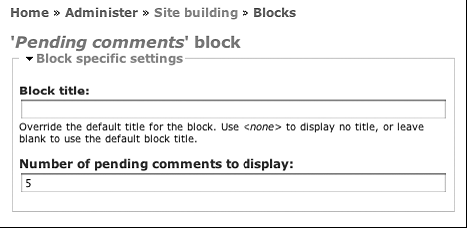 Home » Administer » Site building » Blocks
'Pending comments' block
Block specific settings
Block title:
Override the default title for the block. Use <none> to display no title, or leave
blank to use the default block title.
Number of pending comments to display:
5